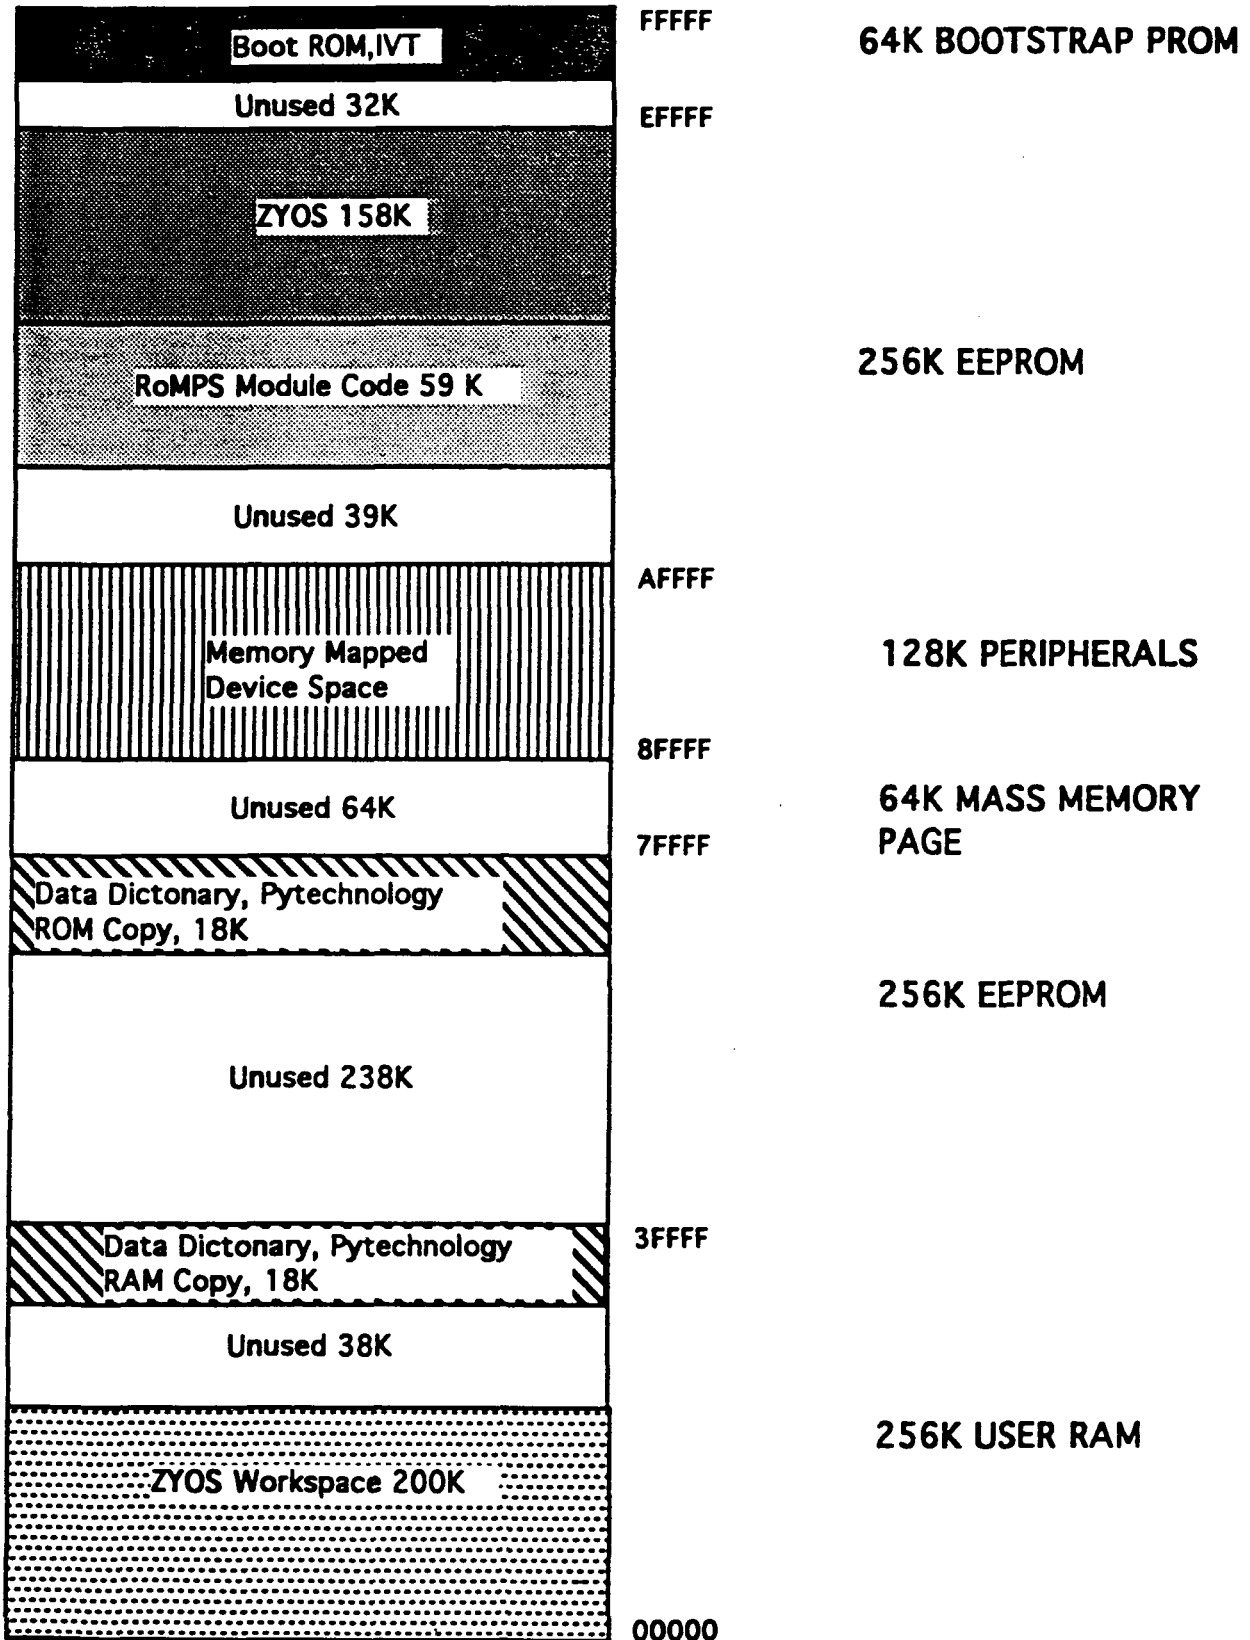 FFFFF
Boot ROM,IVT
64K BOOTSTRAP PROM
Unused 32K
EFFFF
ZYOS 158K
256K EEPROM
RoMPS Module Code 59 K
Unused 39K
AFFFF
Memory Mapped
Device Space
128K PERIPHERALS
8FFFF
Unused 64K
64K MASS MEMORY
PAGE
7FFFF
Data Dictonary, Pytechnology
ROM Copy, 18K
256K EEPROM
Unused 238K
3FFFF
Data Dictonary, Pytechnology
RAM Copy, 18K
Unused 38K
256K USER RAM
ZYOS Workspace 200K
00000